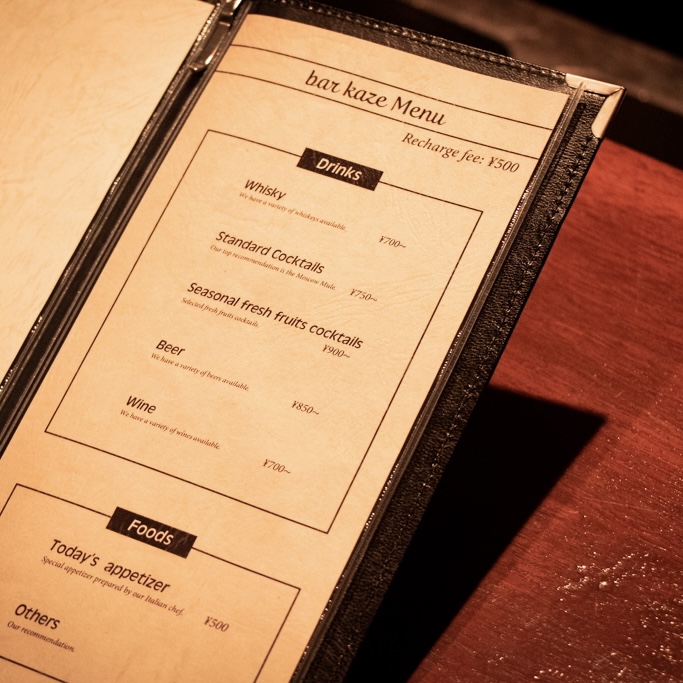 bar kaze Menu
Recharge fee: ¥500
Drinks
Whisky
We have a variety of whiskeys available.
¥700~
Standard Cocktails
Our top recommendation is the Moscow Mule.
¥750~
Seasonal fresh fruits cocktails
Selected fresh fruits cocktails.
¥900~
Beer
We have a variety of beers available.
¥850~
Wine
We have a variety of wines available.
¥700~
Foods
Today's appetizer
Special appetizer prepared by our Italian chef.
¥500
Others
Our recommendation.